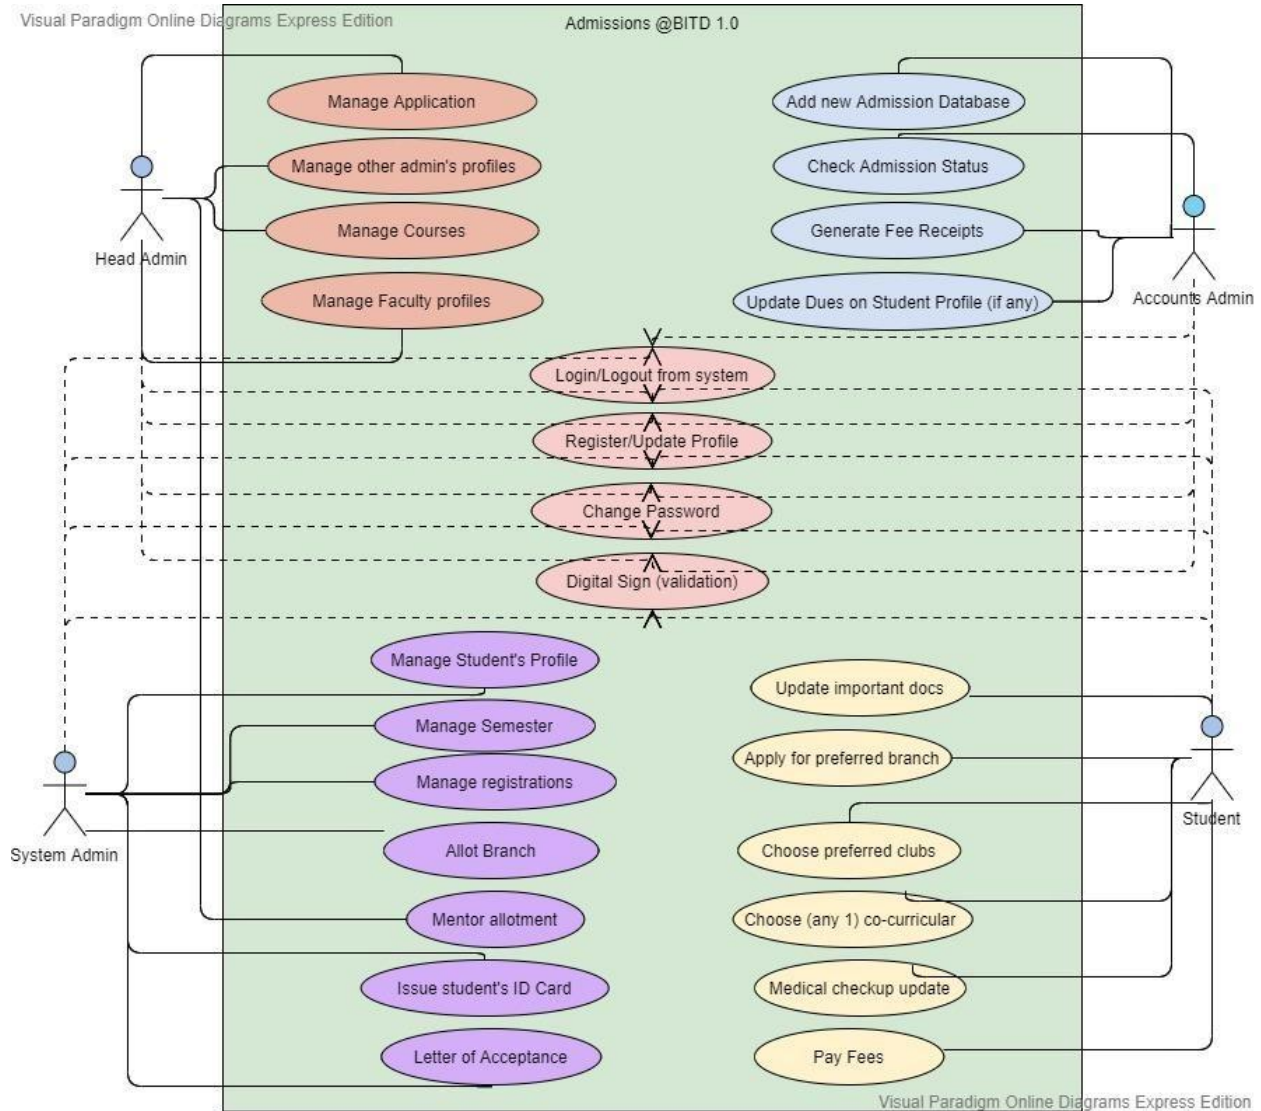 Visual Paradigm Online Diagrams Express Edition
Admissions @BITD 1.0
Manage Application
Add new Admission Database
Manage other admin's profiles
Check Admission Status
Manage Courses
Generate Fee Receipts
Head Admin
Manage Faculty profiles
Update Dues on Student Profile (if any)
Accounts Admin
Login/Logout from system
Register/Update Profile
Change Password
Digital Sign (validation)
Manage Student's Profile
Update important docs
Manage Semester
Apply for preferred branch
Manage registrations
Student
System Admin
Allot Branch
Choose preferred clubs
Mentor allotment
Choose (any 1) co-curricular
Issue student's ID Card
Medical checkup update
Letter of Acceptance
Pay Fees
Visual Paradigm Online Diagrams Express Edition